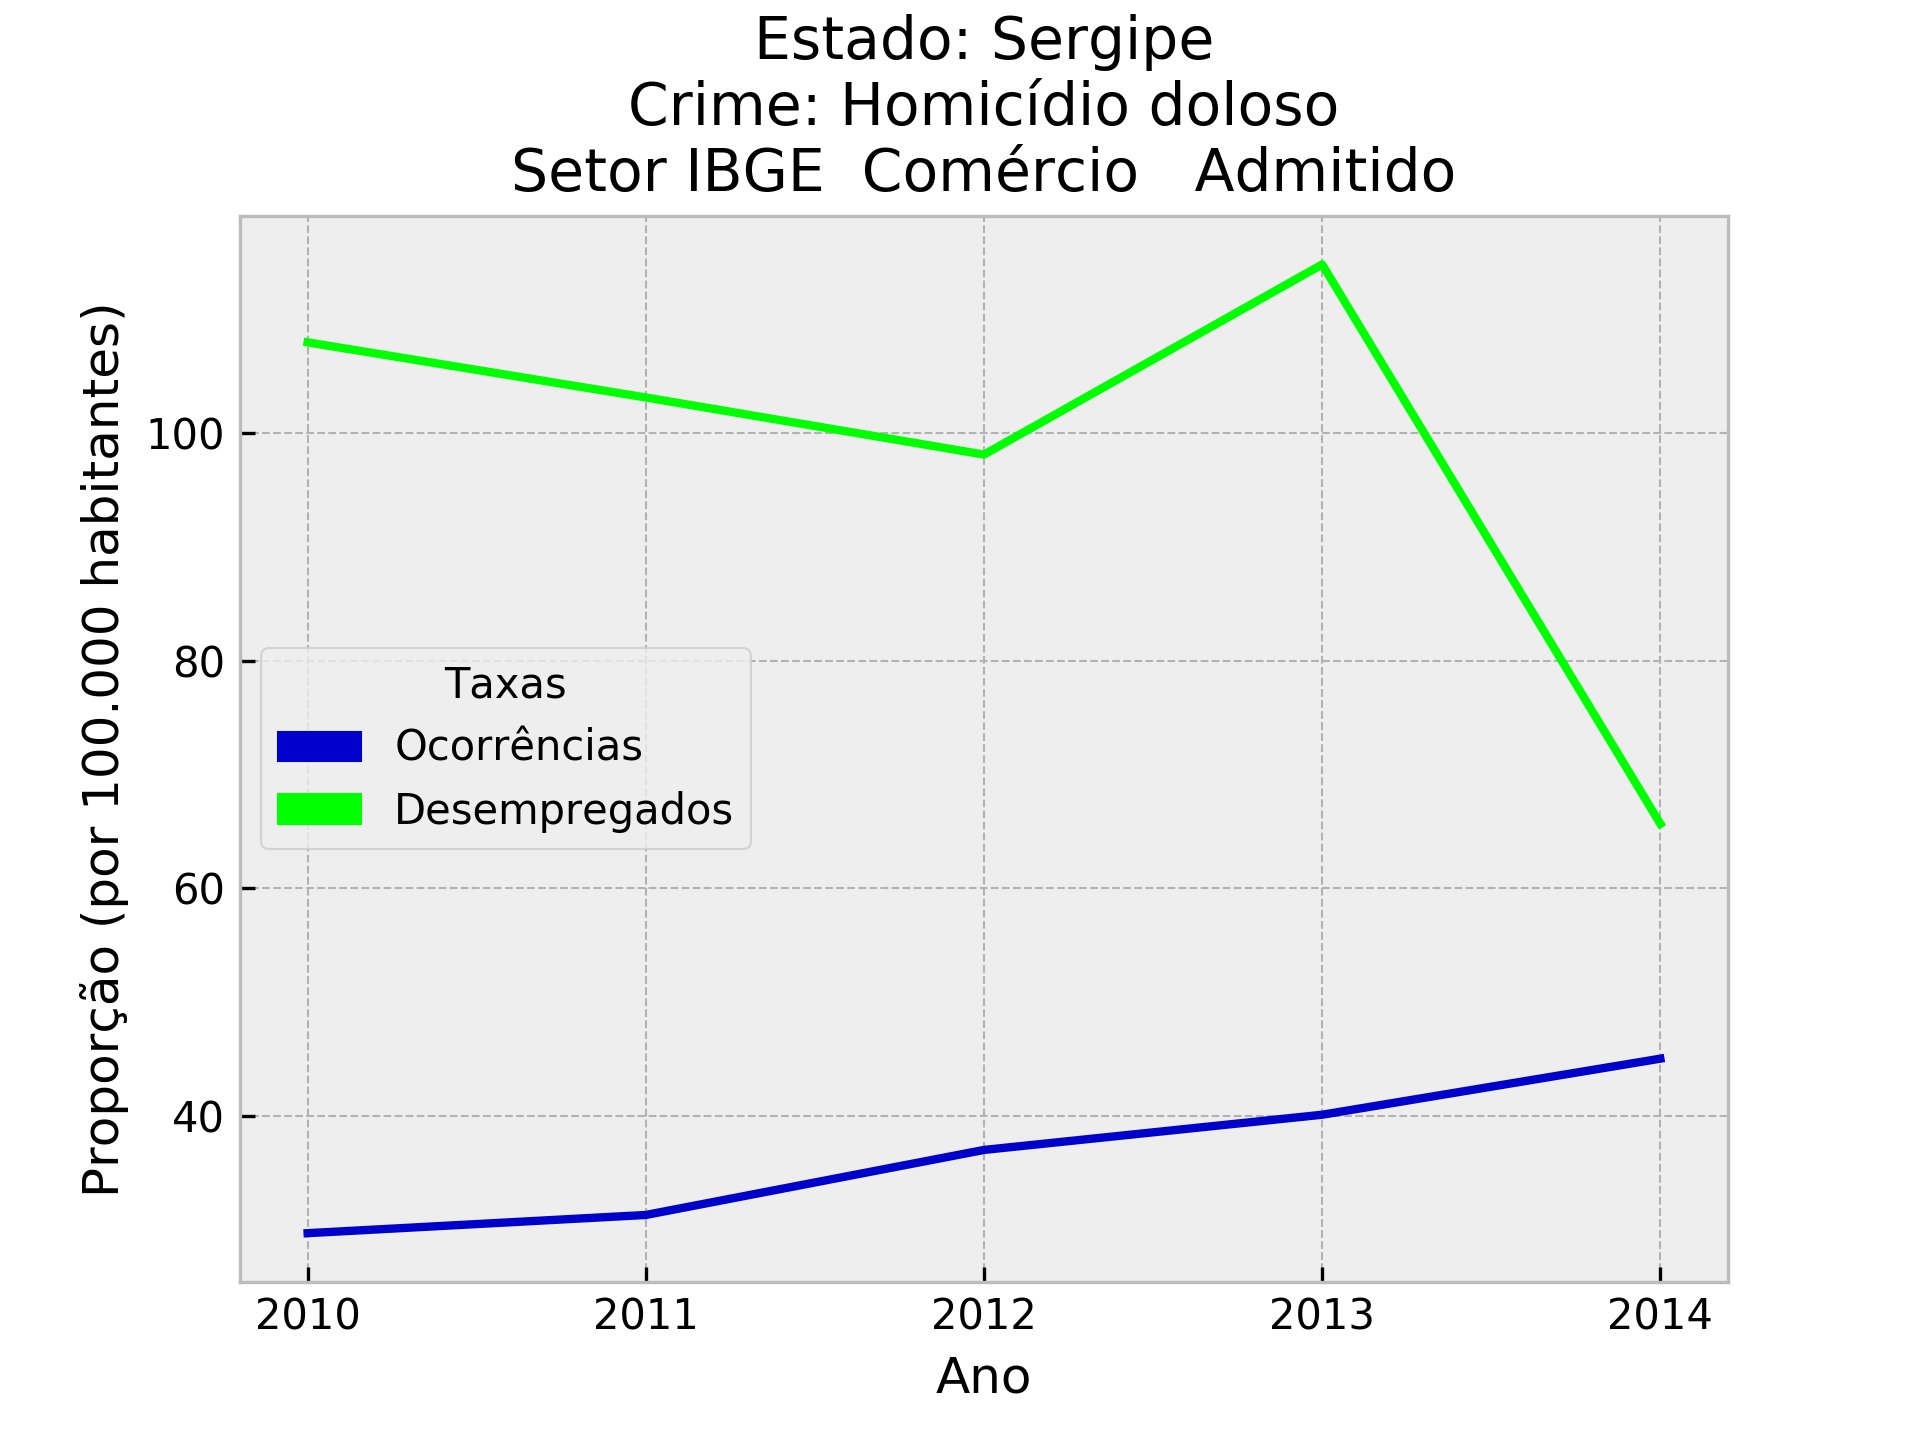 Estado: Sergipe
Crime: Homicídio doloso
Setor IBGE  Comércio   Admitido
Proporção (por 100.000 habitantes)
100
80
60
40
Taxas
Ocorrências
Desempregados
2010 2011 2012 2013 2014
Ano